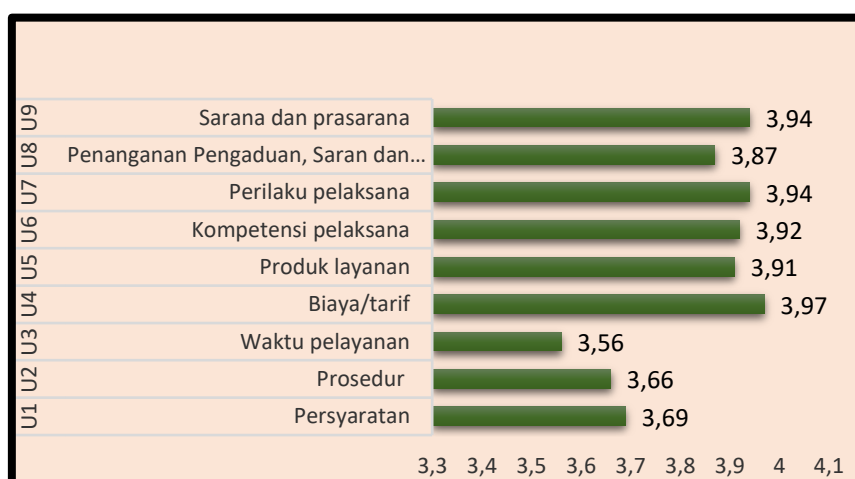 U9 Sarana dan prasarana 3,94
U8 Penanganan Pengaduan, Saran dan... 3,87
U7 Perilaku pelaksana 3,94
U6 Kompetensi pelaksana 3,92
U5 Produk layanan 3,91
U4 Biaya/tarif 3,97
U3 Waktu pelayanan 3,56
U2 Prosedur 3,66
U1 Persyaratan 3,69
3,3 3,4 3,5 3,6 3,7 3,8 3,9 4 4,1